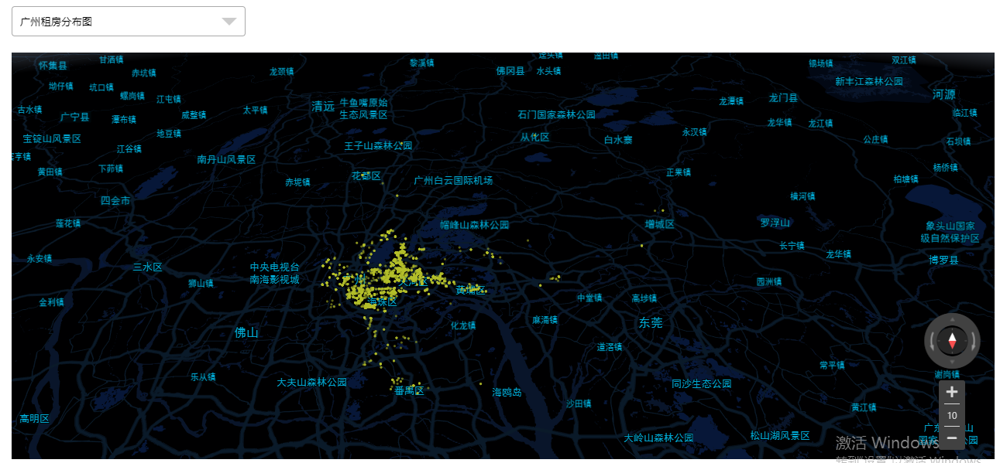 广州租房分布图
怀集县
甘洒镇
赤坑镇
龙颈镇
黎溪镇
佛冈县
迳头镇
水头镇
遥田镇
锡场镇
双江镇
坳仔镇
坑口镇
新丰江森林公园
螺岗镇
江屯镇
清远
牛鱼嘴原始
生态风景区
龙潭镇
龙门县
河源
古水镇
广宁县
潭布镇
威整镇
太平镇
石门国家森林公园
龙华镇
龙江镇
临江镇
宝锭山风景区
地豆镇
王子山森林公园
从化区
白水寨
永汉镇
公庄镇
石坝镇
江谷镇
南丹山风景区
黄田镇
下茆镇
赤坭镇
花都区
广州白云国际机场
正果镇
柏塘镇
杨侨镇
四会市
横河镇
莲花镇
帽峰山森林公园
增城区
罗浮山
象头山国家
级自然保护区
永安镇
三水区
中央电视台
南海影视城
长宁镇
龙华镇
博罗县
狮山镇
州
天河区
黄埔区
园洲镇
金利镇
海珠区
中堂镇
高埗镇
佛山
化龙镇
麻涌镇
东莞
道滘镇
常平镇
谢岗镇
乐从镇
大夫山森林公园
番禺区
海鸥岛
沙田镇
同沙生态公园
10
高明区
黄江镇
大岭山森林公园
松山湖风景区
激活 Windows
转到"设置"以激活 Windows